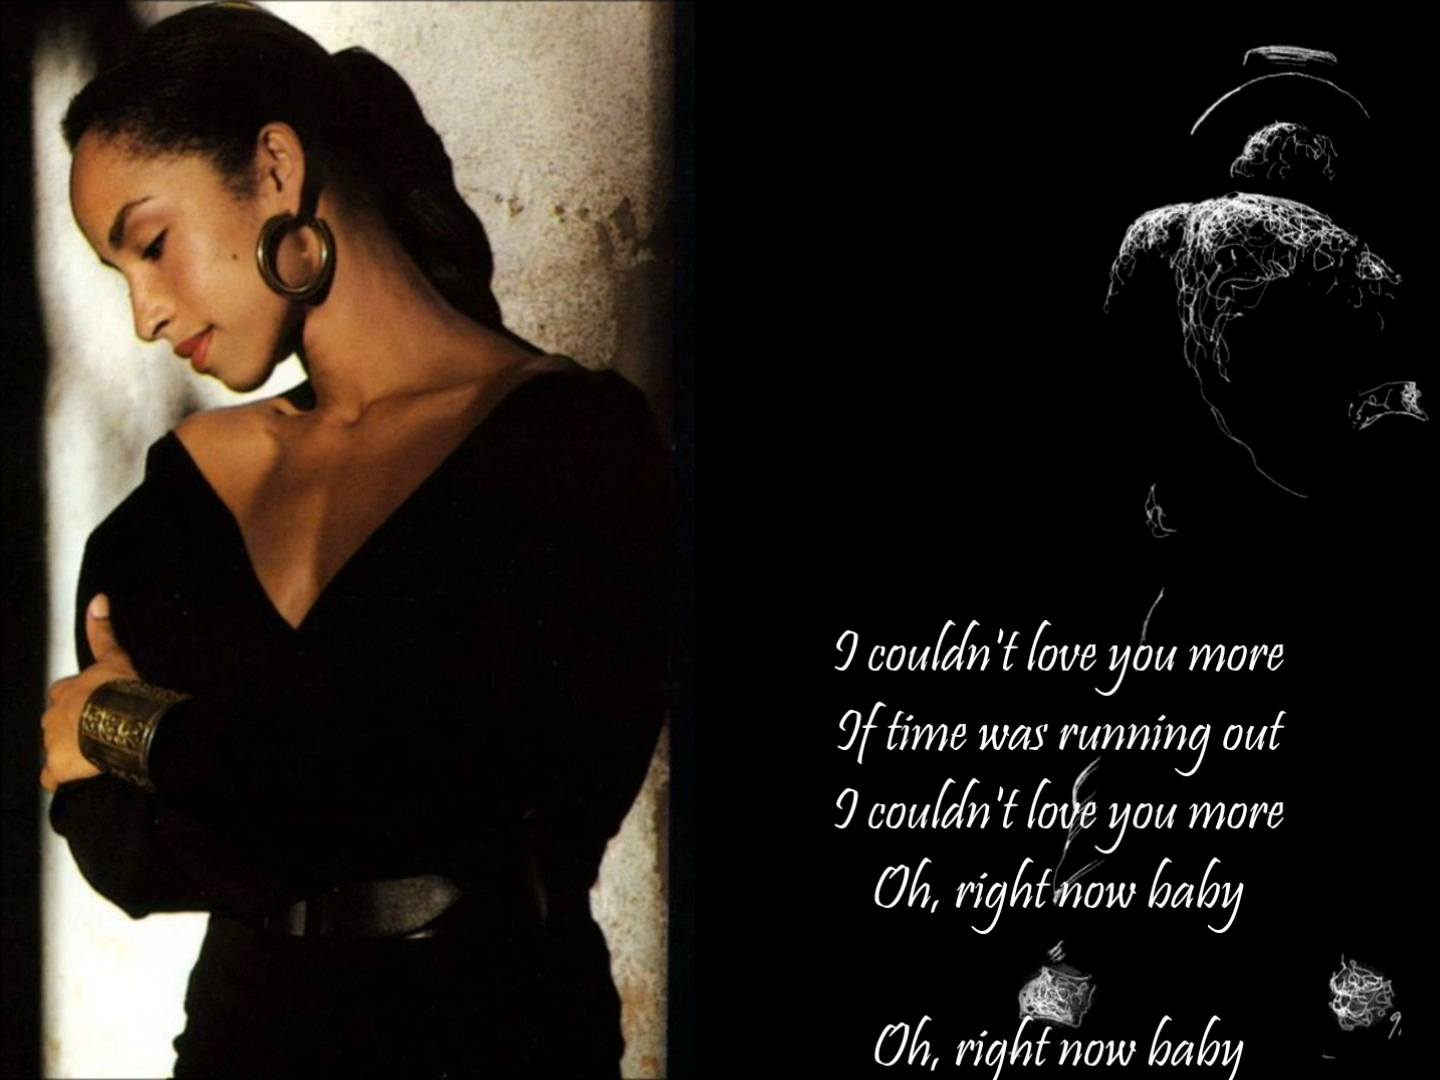 I couldn't love you more
If time was running out
I couldn't love you more
Oh, right now baby
Oh, right now baby